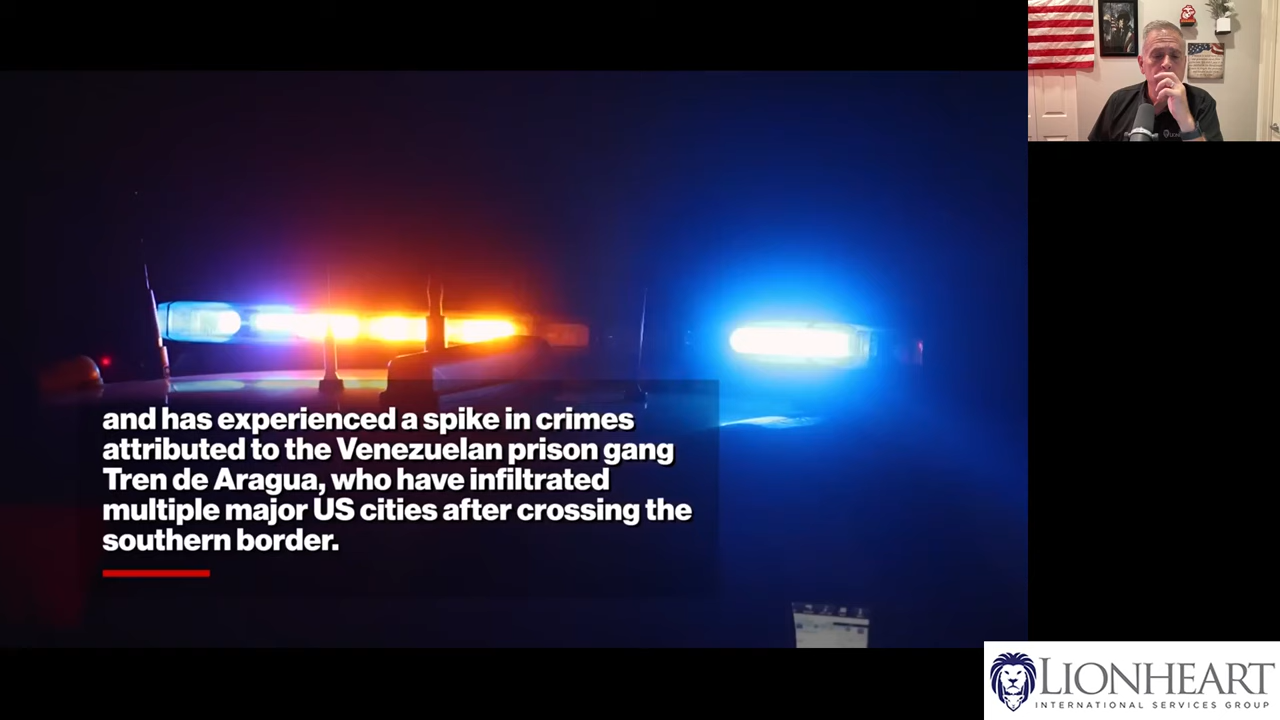 and has experienced a spike in crimes
attributed to the Venezuelan prison gang
Tren de Aragua, who have infiltrated
multiple major US cities after crossing the
southern border.
LIONHEART
INTERNATIONAL SERVICES GROUP